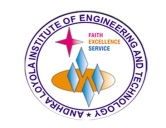 ANDHRA LOYOLA INSTITUTE OF ENGINEERING AND TECHNOLOGY
FAITH
EXCELLENCE
SERVICE